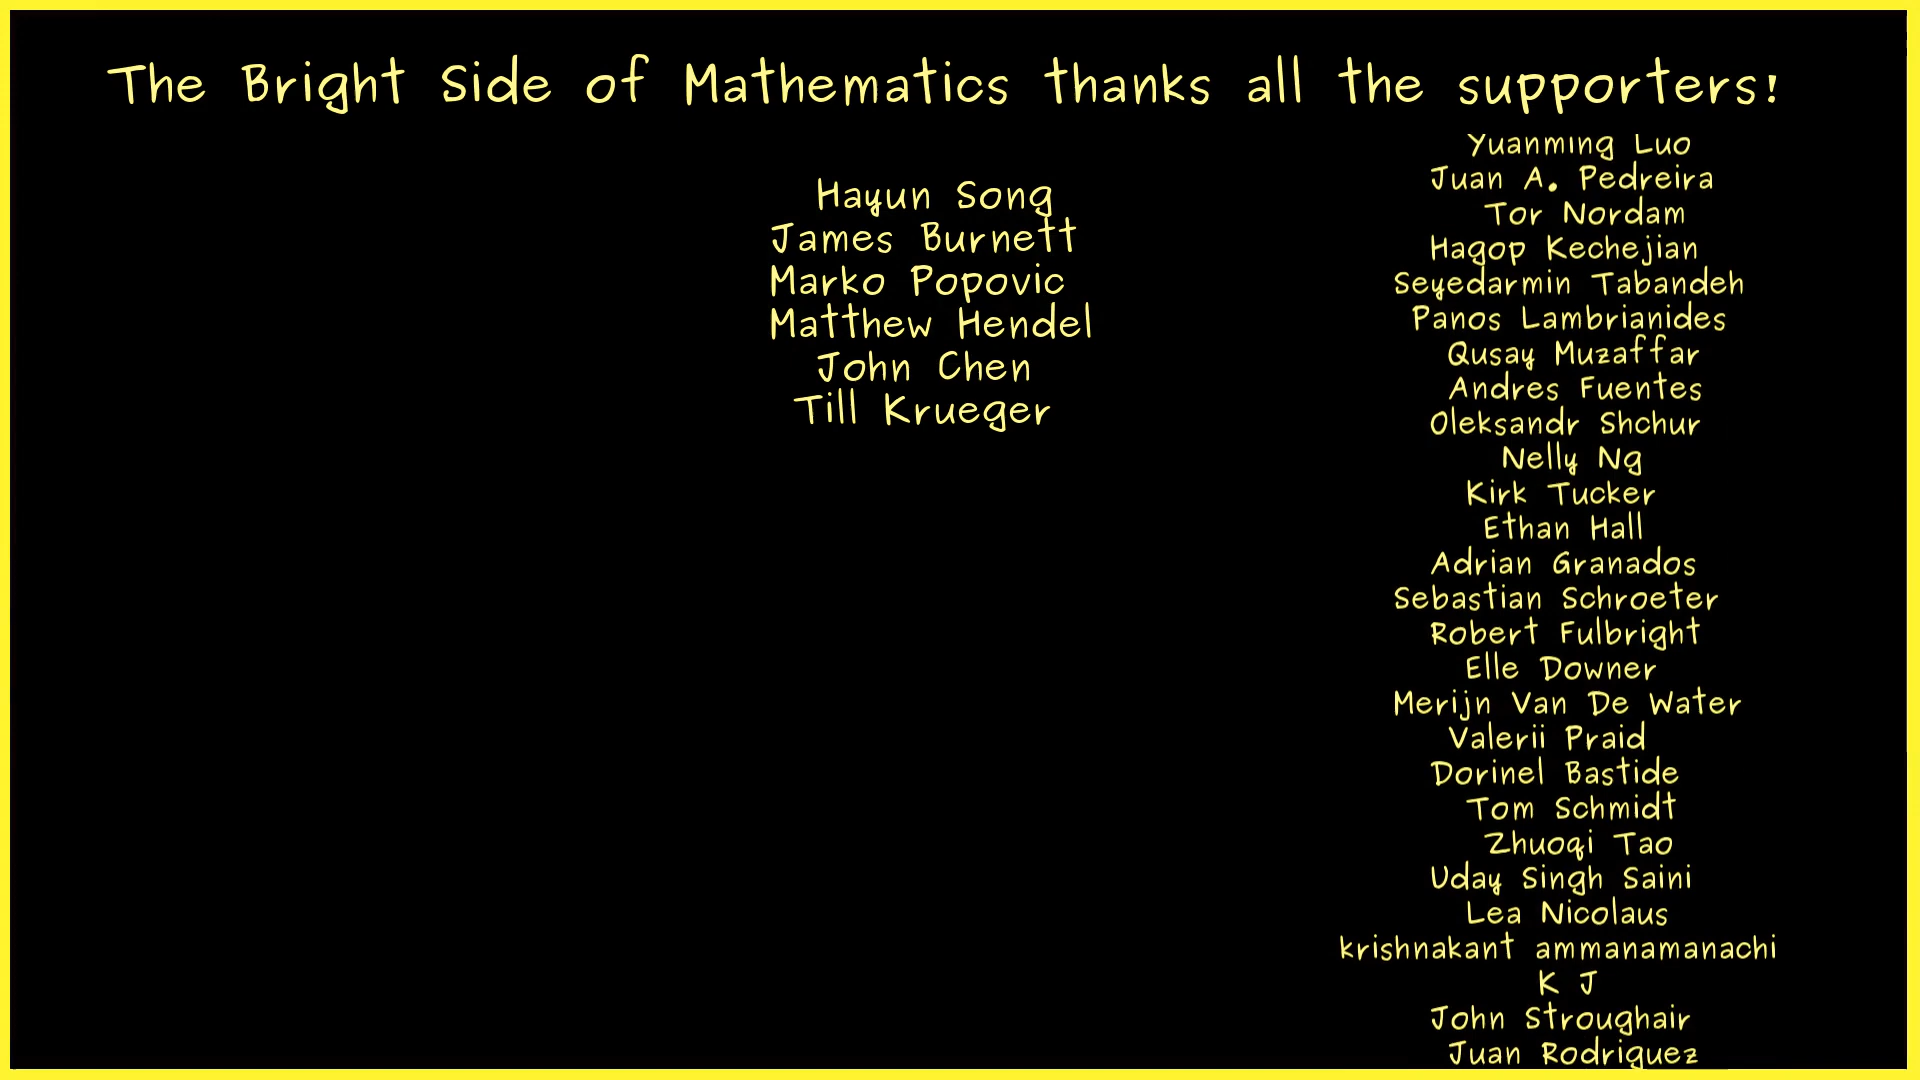 The Bright Side of Mathematics thanks all the supporters!
Hayun Song
James Burnett
Marko Popovic
Matthew Hendel
John Chen
Till Krueger
Yuanming Luo
Juan A. Pedreira
Tor Nordam
Hagop Kechejian
Seyedarmin Tabandeh
Panos Lambrianides
Qusay Muzaffar
Andres Fuentes
Oleksandr Shchur
Nelly Ng
Kirk Tucker
Ethan Hall
Adrian Granados
Sebastian Schroeter
Robert Fulbright
Elle Downer
Merijn Van De Water
Valerii Praid
Dorinel Bastide
Tom Schmidt
Zhuoqi Tao
Uday Singh Saini
Lea Nicolaus
krishnakant ammanamanachi
K J
John Stroughair
Juan Rodriguez